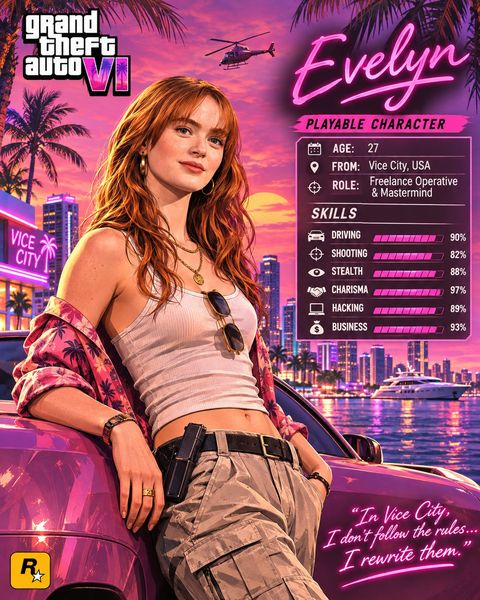 grand
theft
auto VI
Evelyn
PLAYABLE CHARACTER
AGE: 27
FROM: Vice City, USA
ROLE: Freelance Operative
& Mastermind
SKILLS
DRIVING 90%
SHOOTING 82%
STEALTH 88%
CHARISMA 97%
HACKING 89%
BUSINESS 93%
VICE
CITY
"In Vice City,
I don't follow the rules...
I rewrite them."
R